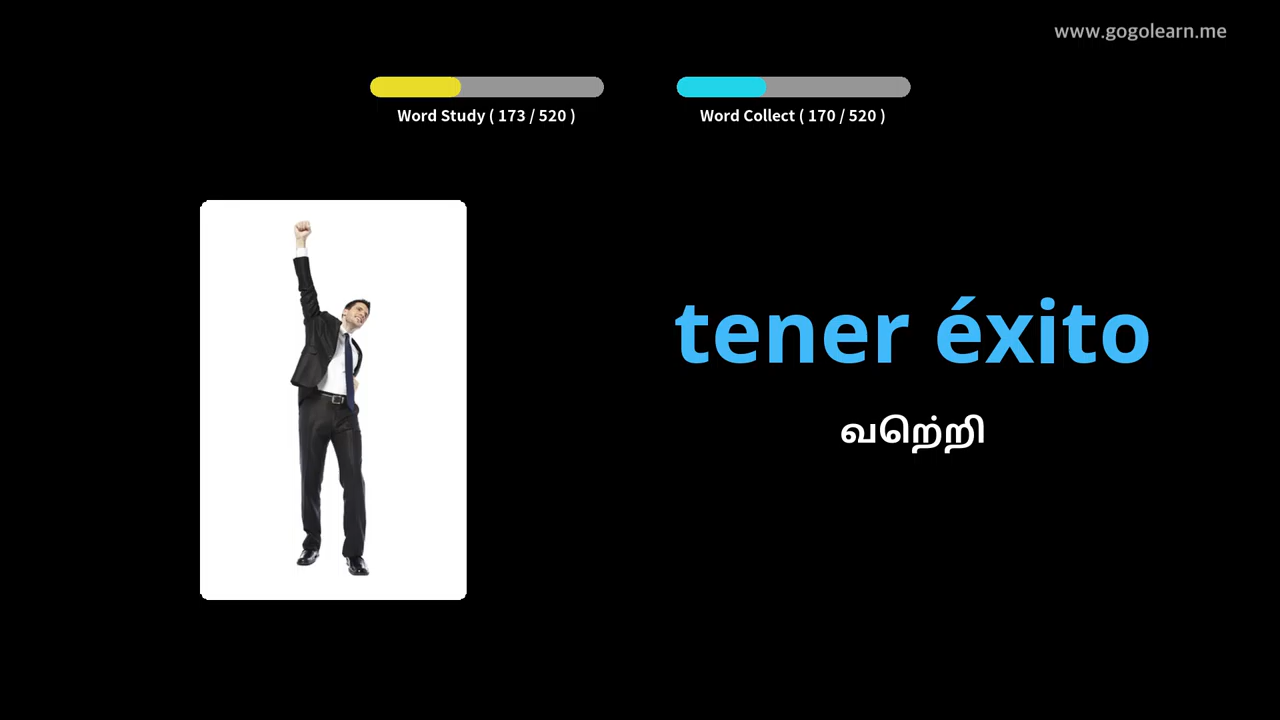 www.gogolearn.me
Word Study ( 173 / 520 )
Word Collect ( 170 / 520 )
tener éxito
வெற்றி